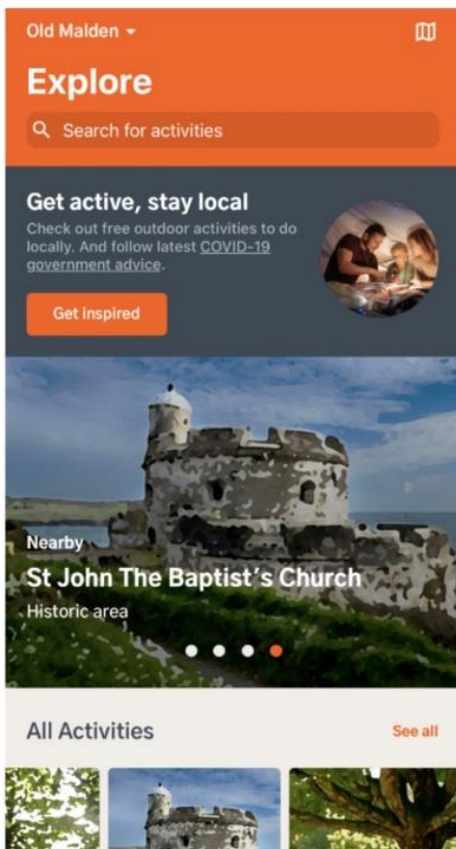 Old Malden
Explore
Search for activities
Get active, stay local
Check out free outdoor activities to do
locally. And follow latest COVID-19
government advice.
Get inspired
Nearby
St John The Baptist's Church
Historic area
All Activities
See all